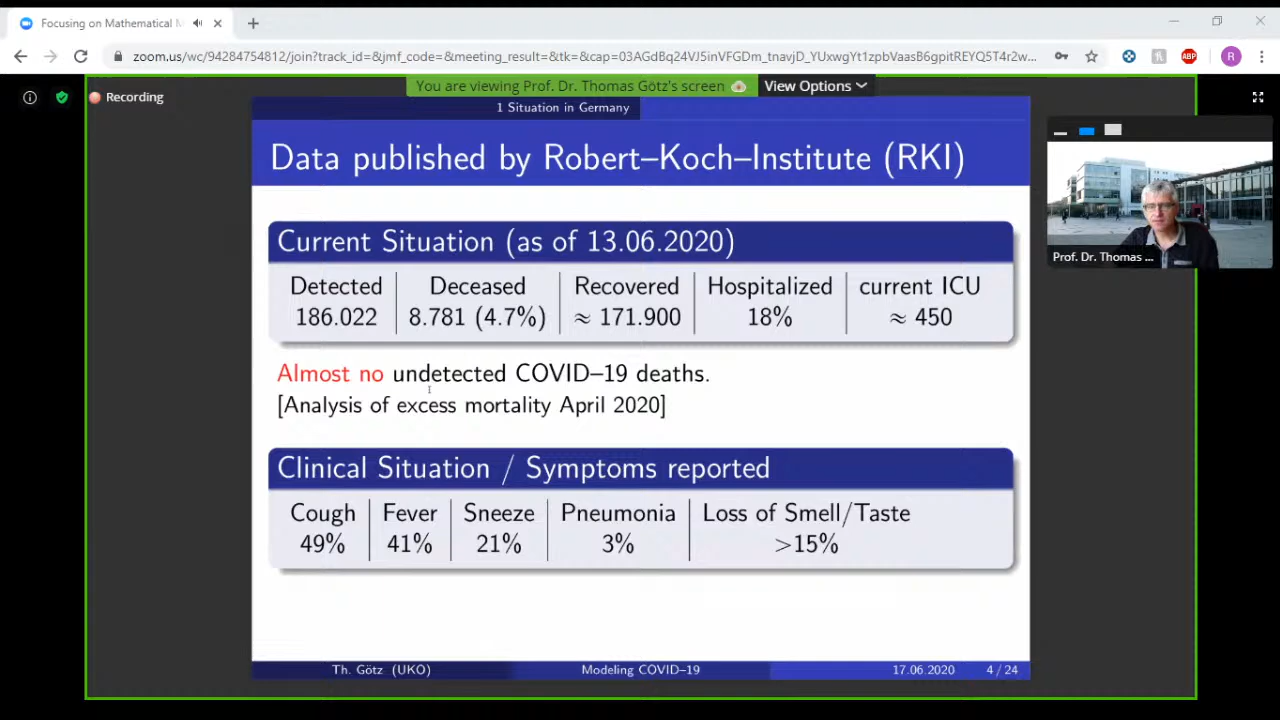 Focusing on Mathematical M
zoom.us/wc/94284754812/join?track_id=&jmf_code=&meeting_result=&tk=&cap=03AGdBq24VJ5inVFGDm_tnavjD_YUxwgYt1zpbVaasB6gpitREYQ5T4r2w...
ABP
R
Recording
You are viewing Prof. Dr. Thomas Götz's screen
View Options
1 Situation in Germany
Data published by Robert–Koch–Institute (RKI)
Current Situation (as of 13.06.2020)
Detected Deceased Recovered Hospitalized current ICU
186.022 8.781 (4.7%) ≈ 171.900 18% ≈ 450
Almost no undetected COVID–19 deaths.
[Analysis of excess mortality April 2020]
Clinical Situation / Symptoms reported
Cough Fever Sneeze Pneumonia Loss of Smell/Taste
49% 41% 21% 3% >15%
Prof. Dr. Thomas ...
Th. Götz (UKO) Modeling COVID–19 17.06.2020 4 / 24